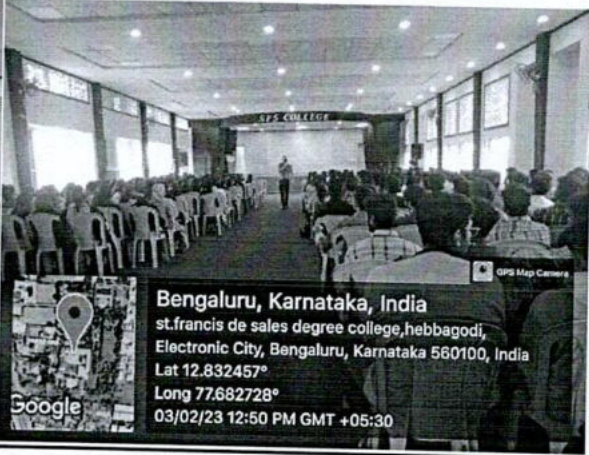 SFS COLLEGE
GPS Map Camera
Bengaluru, Karnataka, India
st.francis de sales degree college,hebbagodi,
Electronic City, Bengaluru, Karnataka 560100, India
Lat 12.832457°
Long 77.682728°
03/02/23 12:50 PM GMT +05:30
Google